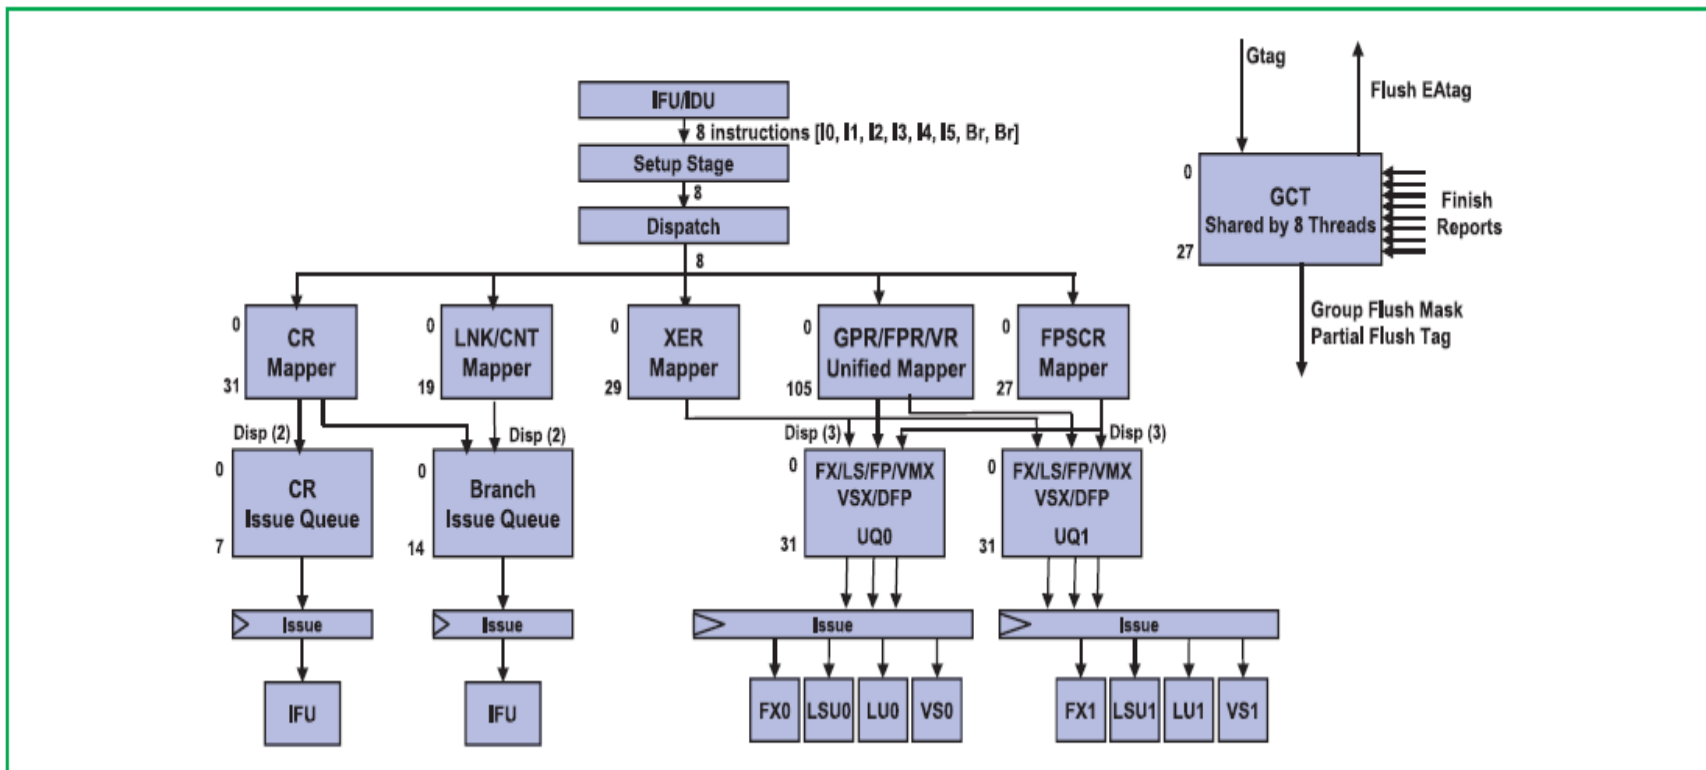 IFU/IDU
8 instructions [I0, I1, I2, I3, I4, I5, Br, Br]
Setup Stage
8
Dispatch
8
Gtag
Flush EAtag
0
GCT
Shared by 8 Threads
27
Finish
Reports
Group Flush Mask
Partial Flush Tag
0
CR
Mapper
31
0
LNK/CNT
Mapper
19
0
XER
Mapper
29
0
GPR/FPR/VR
Unified Mapper
105
0
FPSCR
Mapper
27
Disp (2)
Disp (2)
Disp (3)
Disp (3)
0
CR
Issue Queue
7
0
Branch
Issue Queue
14
0
FX/LS/FP/VMX
VSX/DFP
UQ0
31
0
FX/LS/FP/VMX
VSX/DFP
UQ1
31
Issue
Issue
Issue
Issue
IFU
IFU
FX0
LSU0
LU0
VS0
FX1
LSU1
LU1
VS1